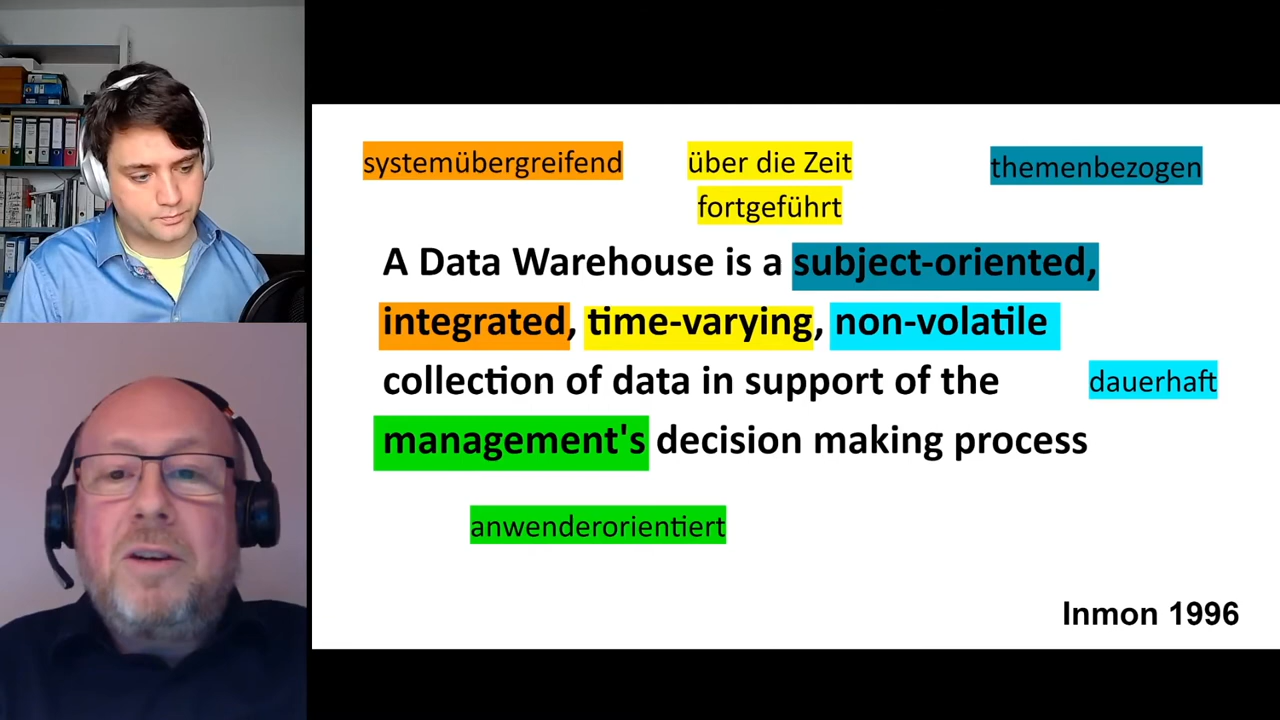 systemübergreifend
über die Zeit
fortgeführt
themenbezogen
A Data Warehouse is a subject-oriented,
integrated, time-varying, non-volatile
collection of data in support of the
dauerhaft
management's decision making process
anwenderorientiert
Inmon 1996